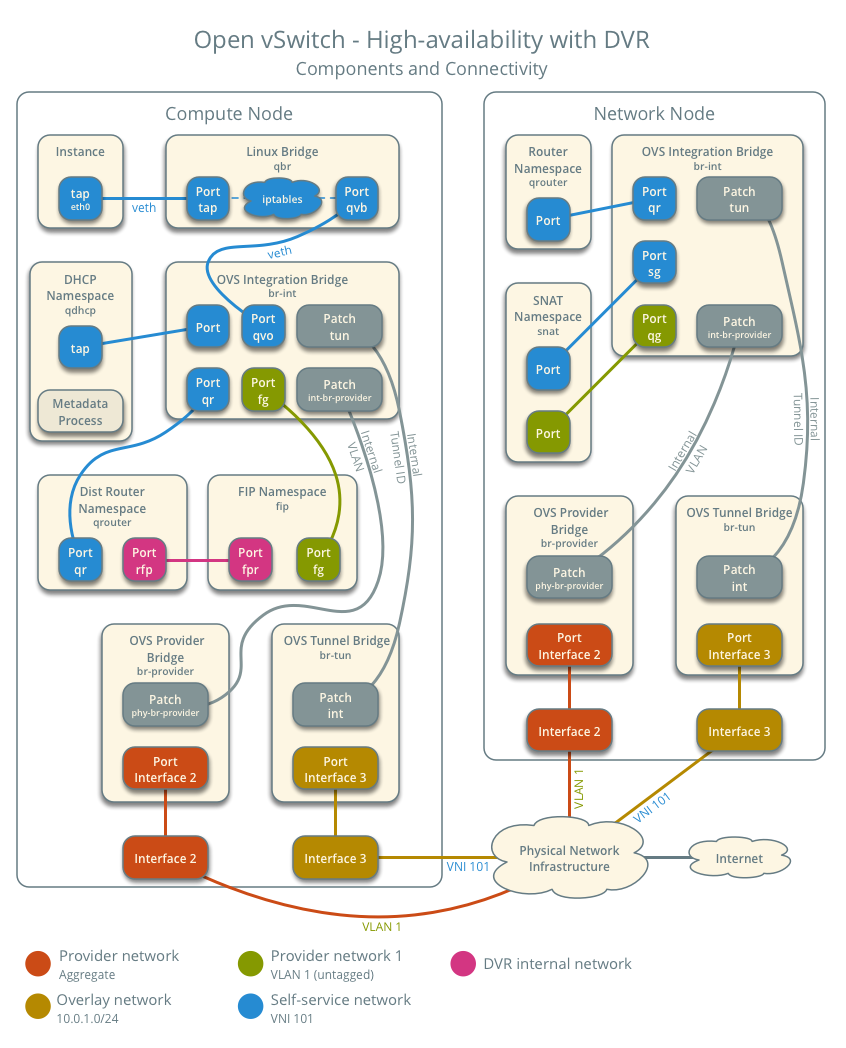 Open vSwitch - High-availability with DVR
Components and Connectivity
Compute Node
Instance
tap
eth0
veth
Linux Bridge
qbr
Port
tap
iptables
Port
qvb
veth
DHCP
Namespace
qdhcp
tap
Metadata
Process
OVS Integration Bridge
br-int
Port
Port
qvo
Patch
tun
Port
qr
Port
fg
Patch
int-br-provider
Internal
VLAN
Internal
Tunnel ID
Dist Router
Namespace
qrouter
Port
qr
Port
rfp
FIP Namespace
fip
Port
fpr
Port
fg
OVS Provider
Bridge
br-provider
Patch
phy-br-provider
Port
Interface 2
Interface 2
OVS Tunnel Bridge
br-tun
Patch
int
Port
Interface 3
Interface 3
Network Node
Router
Namespace
qrouter
Port
SNAT
Namespace
snat
Port
Port
OVS Integration Bridge
br-int
Port
qr
Patch
tun
Port
sg
Port
qg
Patch
int-br-provider
Internal
VLAN
Internal
Tunnel ID
OVS Provider
Bridge
br-provider
Patch
phy-br-provider
Port
Interface 2
Interface 2
OVS Tunnel Bridge
br-tun
Patch
int
Port
Interface 3
Interface 3
VLAN 1
VNI 101
VNI 101
Physical Network
Infrastructure
Internet
VLAN 1
Provider network
Aggregate
Provider network 1
VLAN 1 (untagged)
DVR internal network
Overlay network
10.0.1.0/24
Self-service network
VNI 101